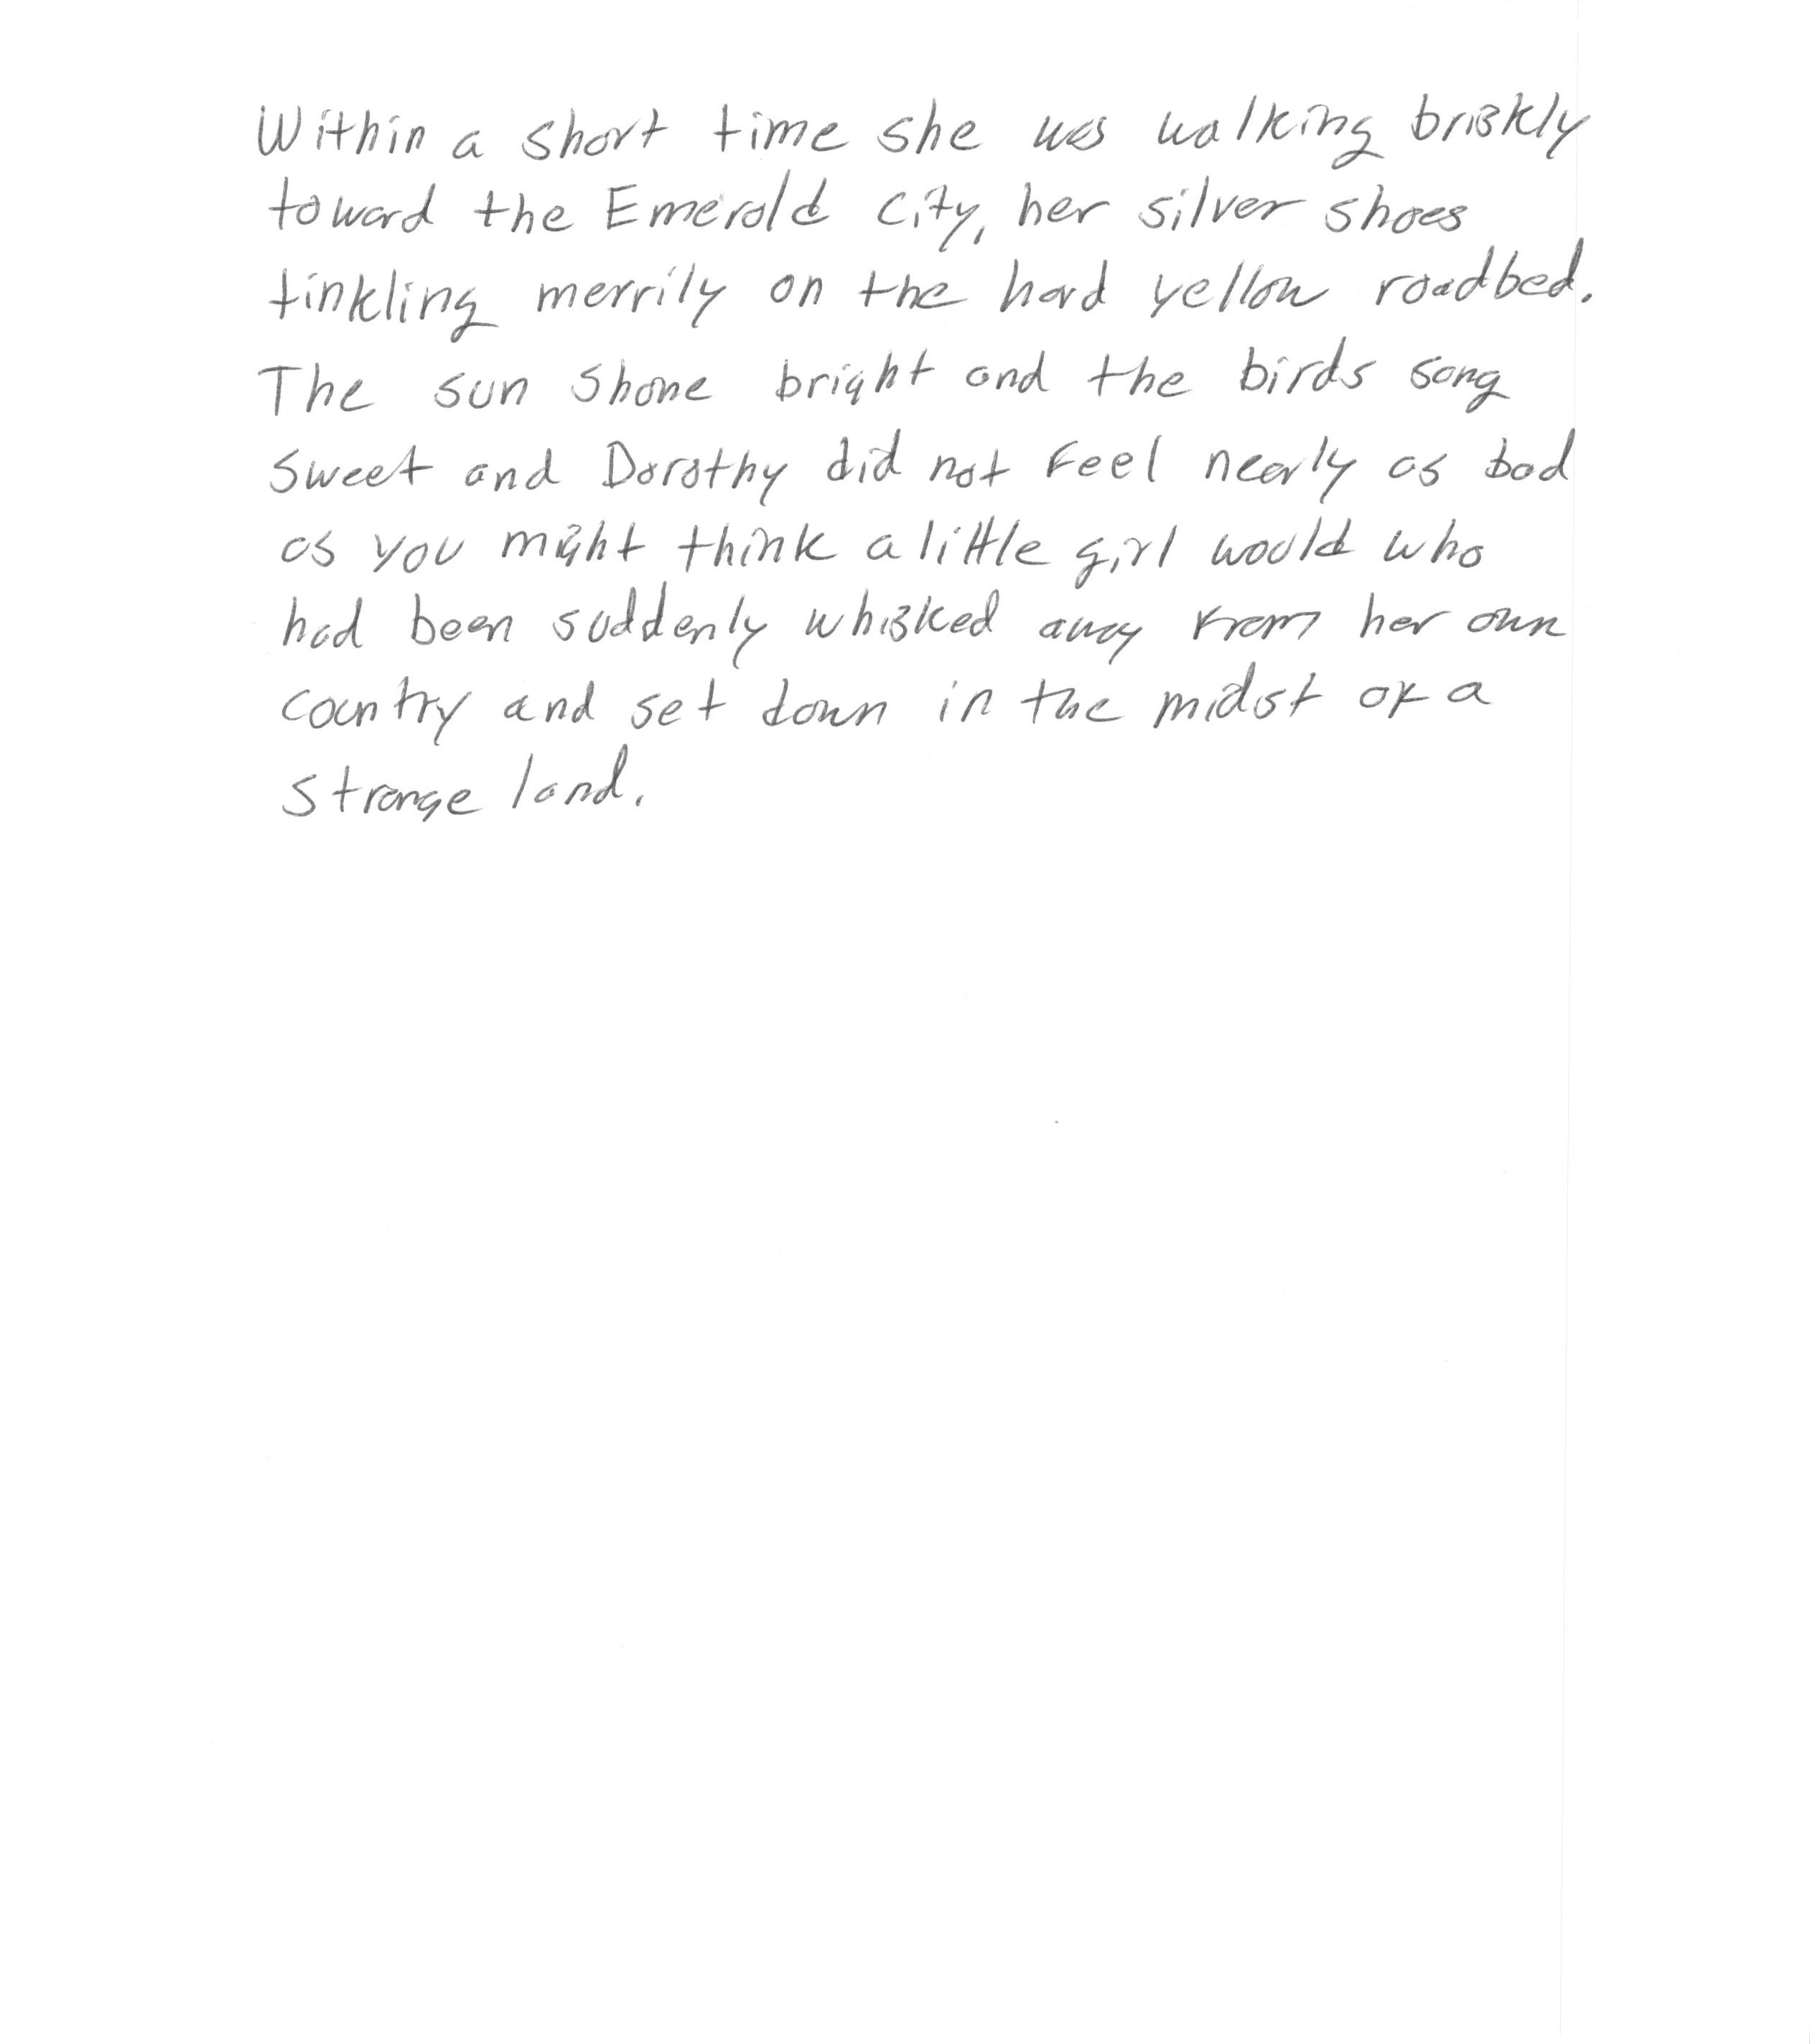 Within a short time she was walking briskly
toward the Emerald City, her silver shoes
tinkling merrily on the hard yellow roadbed.
The sun shone bright and the birds sang
sweet and Dorothy did not feel nearly as bad
as you might think a little girl would who
had been suddenly whisked away from her own
country and set down in the midst of a
strange land.